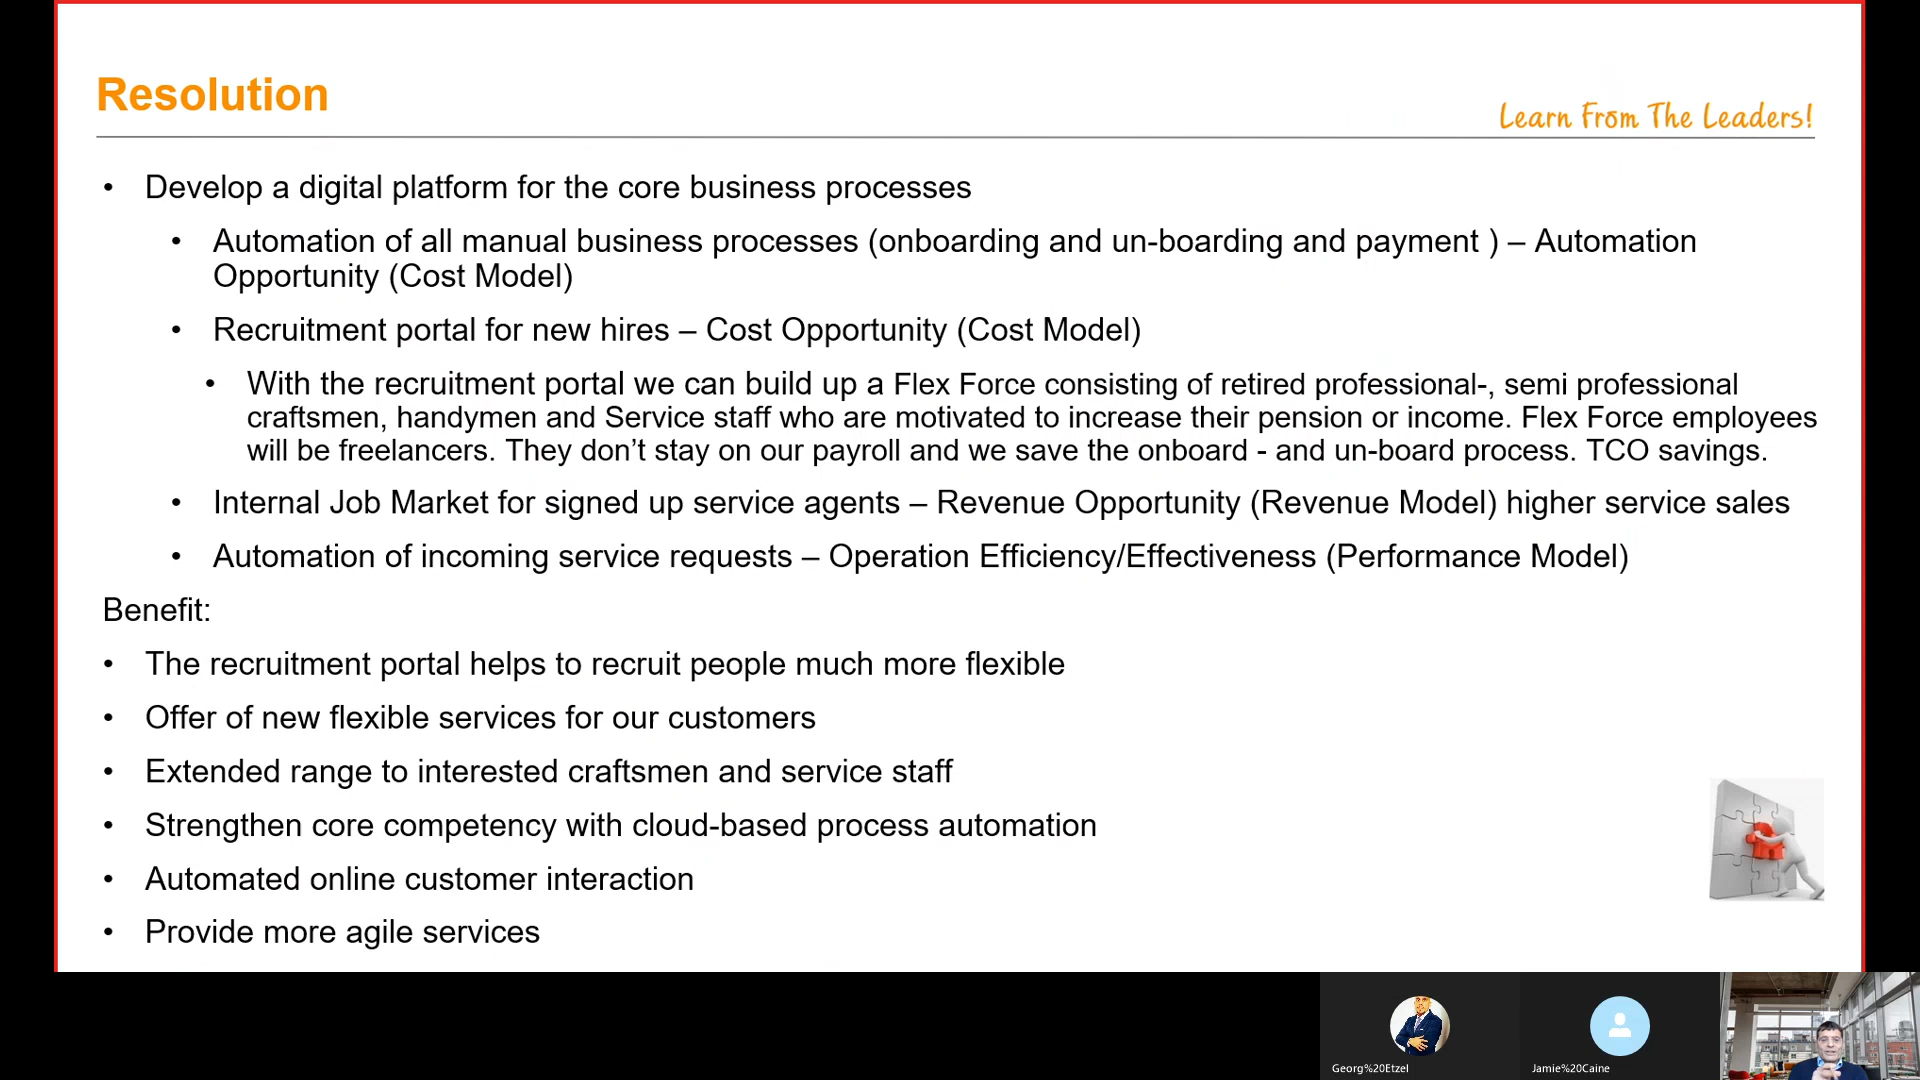 Resolution
Learn From The Leaders!
• Develop a digital platform for the core business processes
• Automation of all manual business processes (onboarding and un-boarding and payment ) – Automation
Opportunity (Cost Model)
• Recruitment portal for new hires – Cost Opportunity (Cost Model)
• With the recruitment portal we can build up a Flex Force consisting of retired professional-, semi professional
craftsmen, handymen and Service staff who are motivated to increase their pension or income. Flex Force employees
will be freelancers. They don’t stay on our payroll and we save the onboard - and un-board process. TCO savings.
• Internal Job Market for signed up service agents – Revenue Opportunity (Revenue Model) higher service sales
• Automation of incoming service requests – Operation Efficiency/Effectiveness (Performance Model)
Benefit:
• The recruitment portal helps to recruit people much more flexible
• Offer of new flexible services for our customers
• Extended range to interested craftsmen and service staff
• Strengthen core competency with cloud-based process automation
• Automated online customer interaction
• Provide more agile services
Georg%20Etzel
Jamie%20Caine